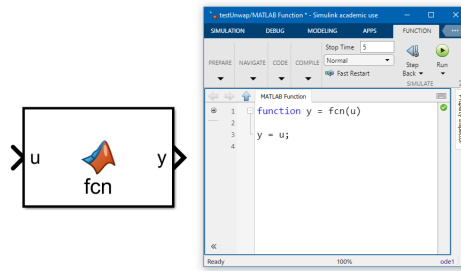 u
y
fcn
testUnwap/MATLAB Function * - Simulink academic use
SIMULATION DEBUG MODELING APPS FUNCTION
PREPARE NAVIGATE CODE COMPILE
Stop Time 5
Normal
Fast Restart
Step Back
Run
SIMULATE
MATLAB Function
1 function y = fcn(u)
2
3 y = u;
4
Ready 100% ode1